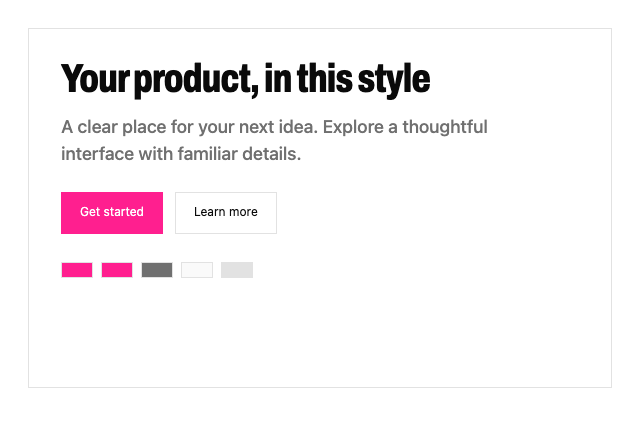 Your product, in this style
A clear place for your next idea. Explore a thoughtful
interface with familiar details.
Get started
Learn more